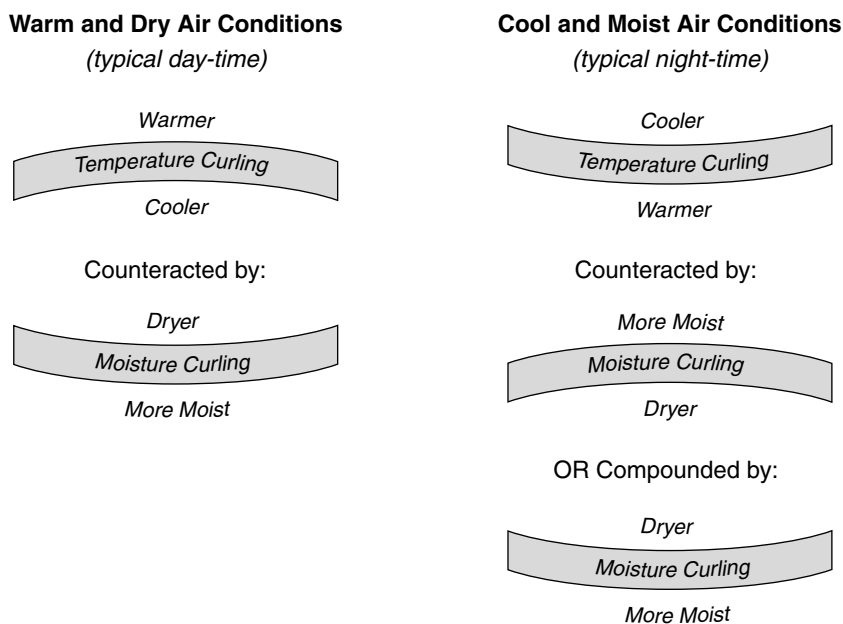 Warm and Dry Air Conditions
(typical day-time)
Warmer
Temperature Curling
Cooler
Counteracted by:
Dryer
Moisture Curling
More Moist
Cool and Moist Air Conditions
(typical night-time)
Cooler
Temperature Curling
Warmer
Counteracted by:
More Moist
Moisture Curling
Dryer
OR Compounded by:
Dryer
Moisture Curling
More Moist